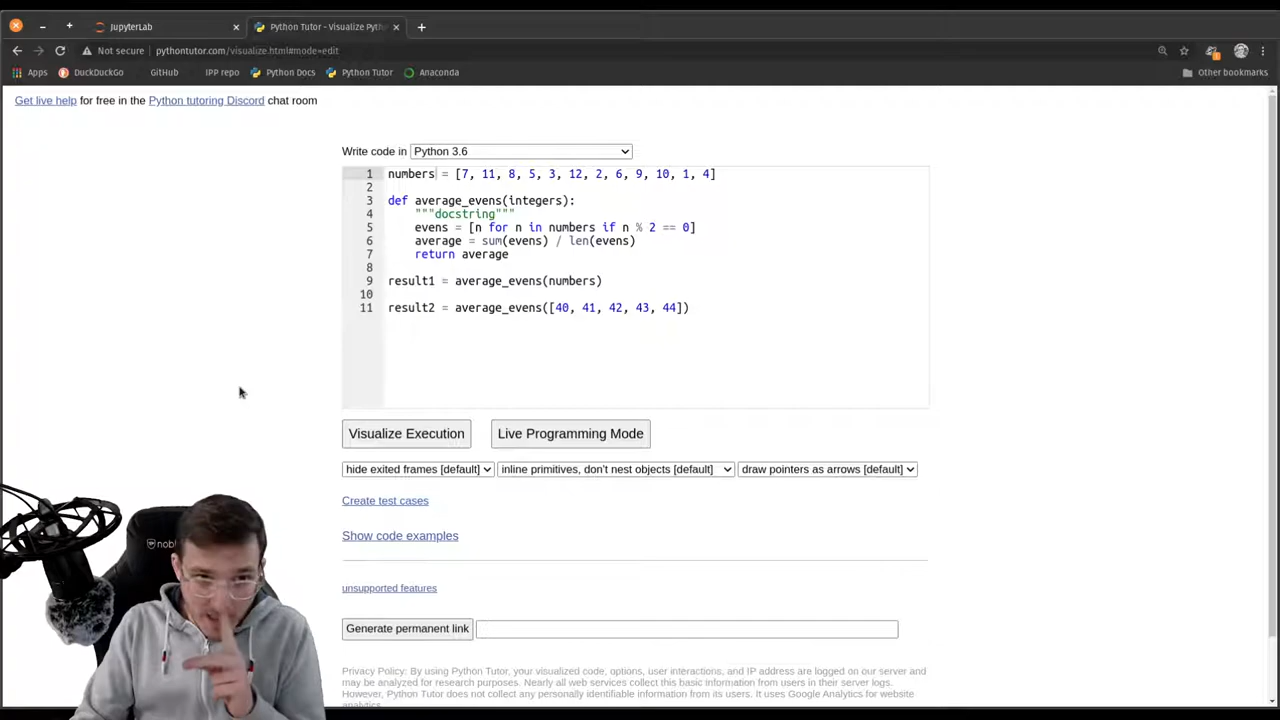 JupyterLab
Python Tutor - Visualize Pyth
Not secure | pythontutor.com/visualize.html#mode=edit
Apps DuckDuckGo GitHub IPP repo Python Docs Python Tutor Anaconda Other bookmarks
Get live help for free in the Python tutoring Discord chat room
Write code in Python 3.6
1 numbers = [7, 11, 8, 5, 3, 12, 2, 6, 9, 10, 1, 4]
2
3 def average_evens(integers):
4 """docstring"""
5 evens = [n for n in numbers if n % 2 == 0]
6 average = sum(evens) / len(evens)
7 return average
8
9 result1 = average_evens(numbers)
10
11 result2 = average_evens([40, 41, 42, 43, 44])
Visualize Execution Live Programming Mode
hide exited frames [default] inline primitives, don't nest objects [default] draw pointers as arrows [default]
Create test cases
Show code examples
nobl
unsupported features
Generate permanent link
Privacy Policy: By using Python Tutor, your visualized code, options, user interactions, and IP address are logged on our server and
may be analyzed for research purposes. Nearly all web services collect this basic information from users in their server logs.
However, Python Tutor does not collect any personally identifiable information from its users. It uses Google Analytics for website
analytics.